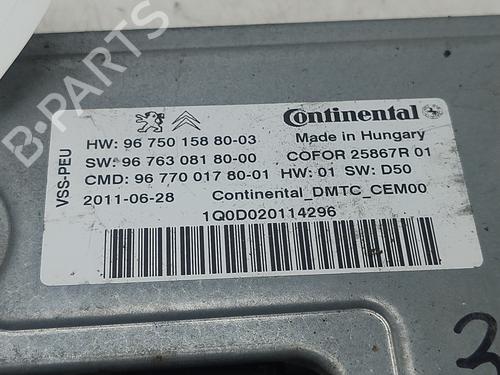 Continental
HW: 96 750 158 80-03
Made in Hungary
SW: 96 763 081 80-00
COFOR 25867R 01
CMD: 96 770 017 80-01
HW: 01 SW: D50
2011-06-28
Continental_DMTC_CEM00
1Q0D020114296
VSS-PEU
B-PARTS